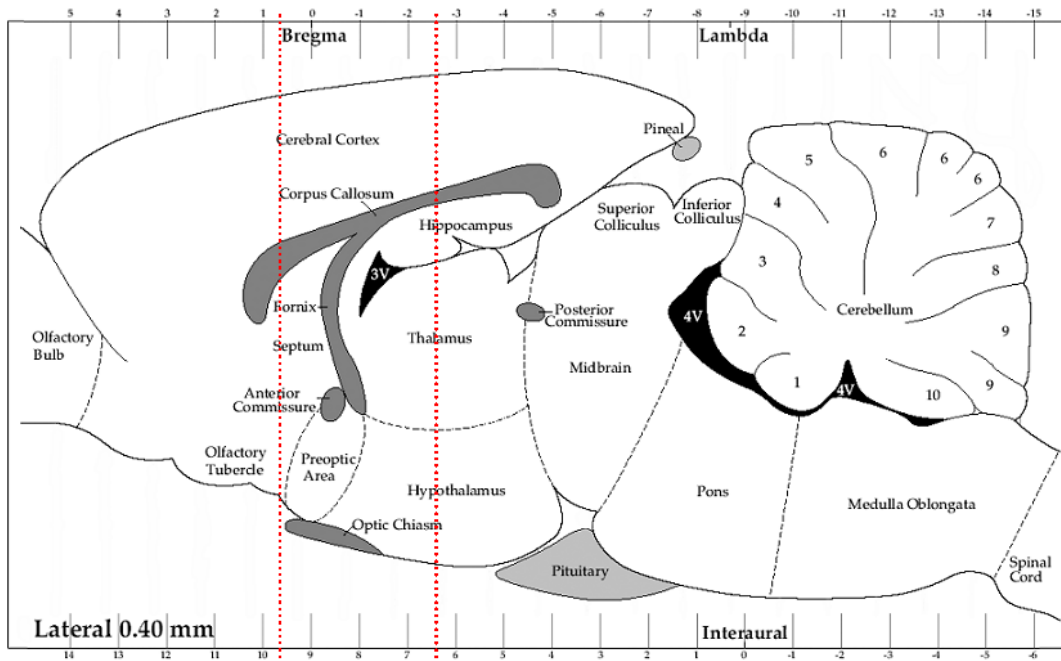 5 4 3 2 1 0 -1 -2 -3 -4 -5 -6 -7 -8 -9 -10 -11 -12 -13 -14 -15
Bregma Lambda
Pineal
Cerebral Cortex
5 6 6 6
Corpus Callosum
4
Superior
Colliculus
Inferior
Colliculus
Hippocampus
7
3V
3
8
Fornix
Posterior
Commissure
4V
Cerebellum
Olfactory
Bulb
Septum
Thalamus
2
9
Midbrain
1
4V
10
9
Anterior
Commissure
Olfactory
Tubercle
Preoptic
Area
Hypothalamus
Pons
Medulla Oblongata
Optic Chiasm
Pituitary
Spinal
Cord
Lateral 0.40 mm
Interaural
14 13 12 11 10 9 8 7 6 5 4 3 2 1 0 -1 -2 -3 -4 -5 -6